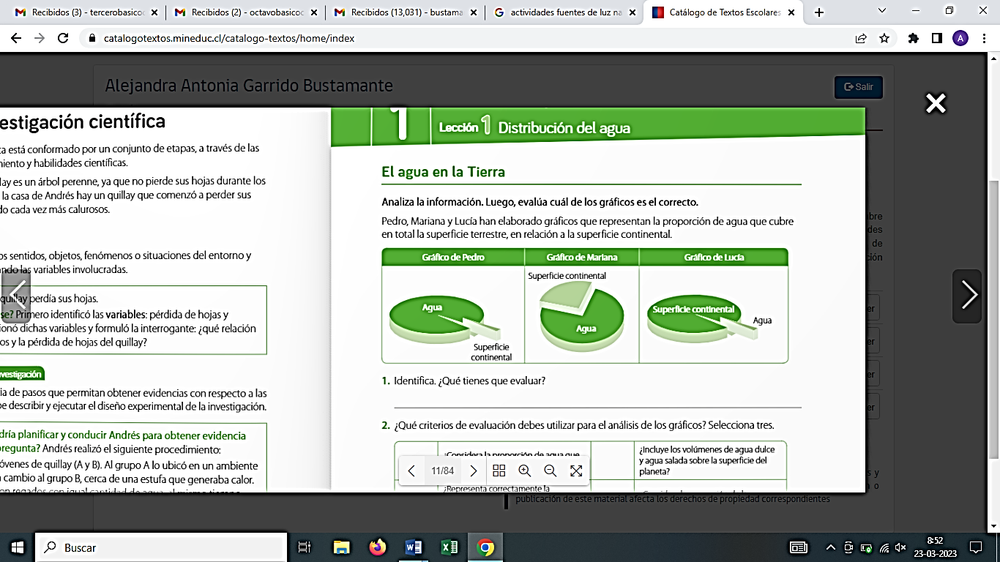 Recibidos (3) - tercerobasico
Recibidos (2) - octavobasico
Recibidos (13,031) - bustama
actividades fuentes de luz na
Catálogo de Textos Escolares
catalogotextos.mineduc.cl/catalogo-textos/home/index
A
Alejandra Antonia Garrido Bustamante
Salir
estigación científica
ta está conformado por un conjunto de etapas, a través de las
miento y habilidades científicas.
lay es un árbol perenne, ya que no pierde sus hojas durante los
la casa de Andrés hay un quillay que comenzó a perder sus
do cada vez más calurosos.
os sentidos, objetos, fenómenos o situaciones del entorno y
ando las variables involucradas.
quillay perdía sus hojas.
se? Primero identificó las variables: pérdida de hojas y
ionó dichas variables y formuló la interrogante: ¿qué relación
os y la pérdida de hojas del quillay?
vestigación
ia de pasos que permitan obtener evidencias con respecto a las
be describir y ejecutar el diseño experimental de la investigación.
dría planificar y conducir Andrés para obtener evidencia
pregunta? Andrés realizó el siguiente procedimiento:
óvenes de quillay (A y B). Al grupo A lo ubicó en un ambiente
cambio al grupo B, cerca de una estufa que generaba calor.
on regados con igual cantidad de agua, al mismo tiempo
1
Lección 1 Distribución del agua
El agua en la Tierra
Analiza la información. Luego, evalúa cuál de los gráficos es el correcto.
Pedro, Mariana y Lucía han elaborado gráficos que representan la proporción de agua que cubre
en total la superficie terrestre, en relación a la superficie continental.
Gráfico de Pedro
Gráfico de Mariana
Gráfico de Lucía
Agua
Superficie
continental
Superficie continental
Agua
Superficie continental
Agua
1. Identifica. ¿Qué tienes que evaluar?
2. ¿Qué criterios de evaluación debes utilizar para el análisis de los gráficos? Selecciona tres.
¿Considera la proporción de agua que
¿Incluye los volúmenes de agua dulce
y agua salada sobre la superficie del
planeta?
¿Representa correctamente la
11/84
bre
des
de
ción
er
er
er
er
s y
n o
publicación de este material afecta los derechos de propiedad correspondientes
Buscar
8:52
23-03-2023